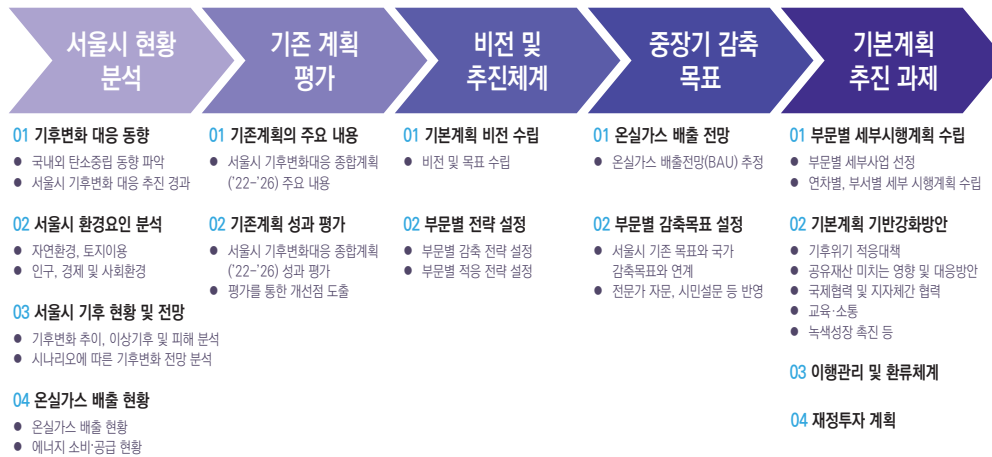 서울시 현황
분석
01 기후변화 대응 동향
● 국내외 탄소중립 동향 파악
● 서울시 기후변화 대응 추진 경과
02 서울시 환경요인 분석
● 자연환경, 토지이용
● 인구, 경제 및 사회환경
03 서울시 기후 현황 및 전망
● 기후변화 추이, 이상기후 및 피해 분석
● 시나리오에 따른 기후변화 전망 분석
04 온실가스 배출 현황
● 온실가스 배출 현황
● 에너지 소비·공급 현황
기존 계획
평가
01 기존계획의 주요 내용
● 서울시 기후변화대응 종합계획
('22-'26) 주요 내용
02 기존계획 성과 평가
● 서울시 기후변화대응 종합계획
('22-'26) 성과 평가
● 평가를 통한 개선점 도출
비전 및
추진체계
01 기본계획 비전 수립
● 비전 및 목표 수립
02 부문별 전략 설정
● 부문별 감축 전략 설정
● 부문별 적응 전략 설정
중장기 감축
목표
01 온실가스 배출 전망
● 온실가스 배출전망(BAU) 추정
02 부문별 감축목표 설정
● 서울시 기존 목표와 국가
감축목표와 연계
● 전문가 자문, 시민설문 등 반영
기본계획
추진 과제
01 부문별 세부시행계획 수립
● 부문별 세부사업 선정
● 연차별, 부서별 세부 시행계획 수립
02 기본계획 기반강화방안
● 기후위기 적응대책
● 공유재산 미치는 영향 및 대응방안
● 국제협력 및 지자체간 협력
● 교육·소통
● 녹색성장 촉진 등
03 이행관리 및 환류체계
04 재정투자 계획